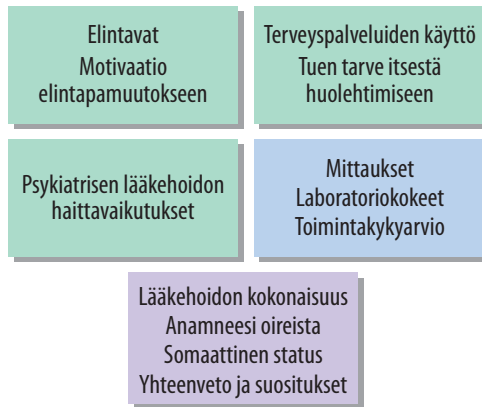 Elintavat
Motivaatio
elintapamuutokseen
Terveyspalveluiden käyttö
Tuen tarve itsestä
huolehtimiseen
Psykiatrisen lääkehoidon
haittavaikutukset
Mittaukset
Laboratoriokokeet
Toimintakykyarvio
Lääkehoidon kokonaisuus
Anamneesi oireista
Somaattinen status
Yhteenveto ja suositukset